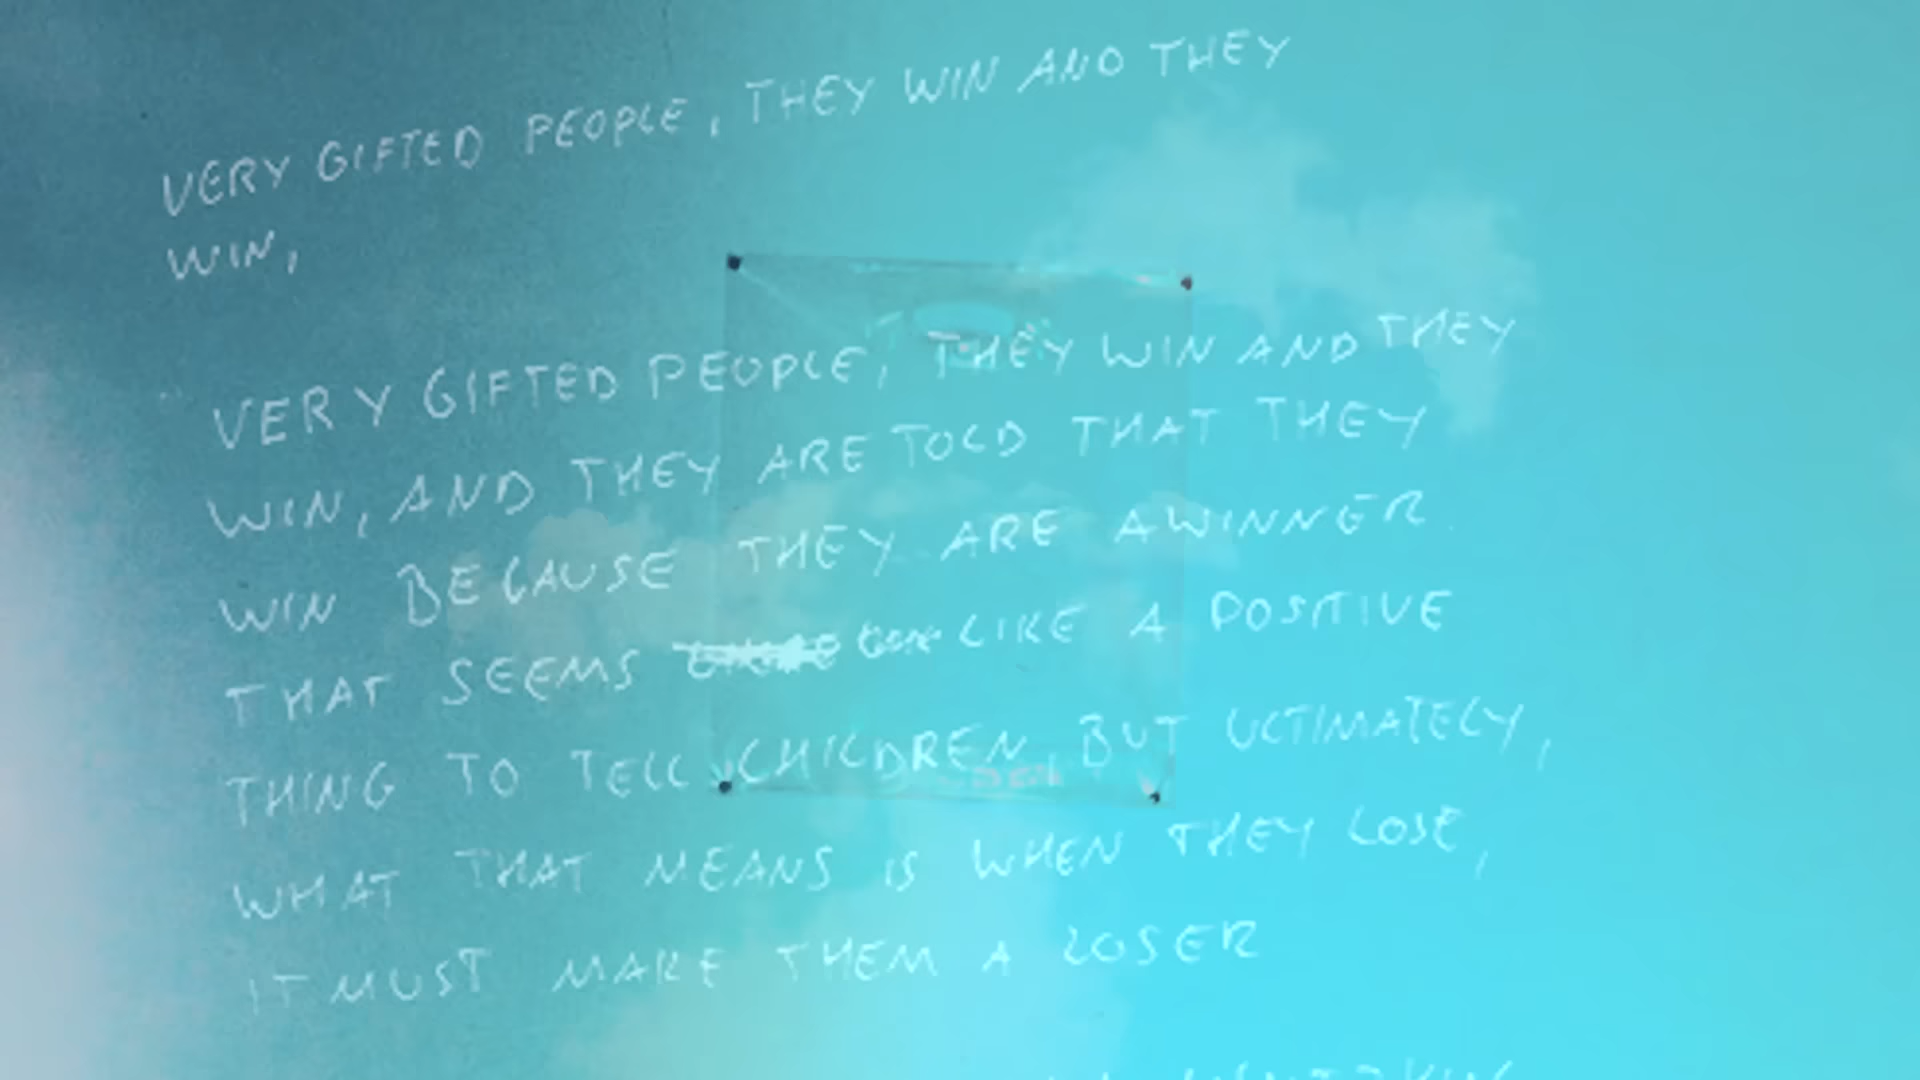 VERY GIFTED PEOPLE, THEY WIN AND THEY
WIN,
VERY GIFTED PEOPLE, THEY WIN AND THEY
WIN, AND THEY ARE TOLD THAT THEY
WIN BECAUSE THEY ARE A WINNER.
THAT SEEMS LIKE A POSITIVE
THING TO TELL CHILDREN, BUT ULTIMATELY,
WHAT THAT MEANS IS WHEN THEY LOSE,
IT MUST MAKE THEM A LOSER